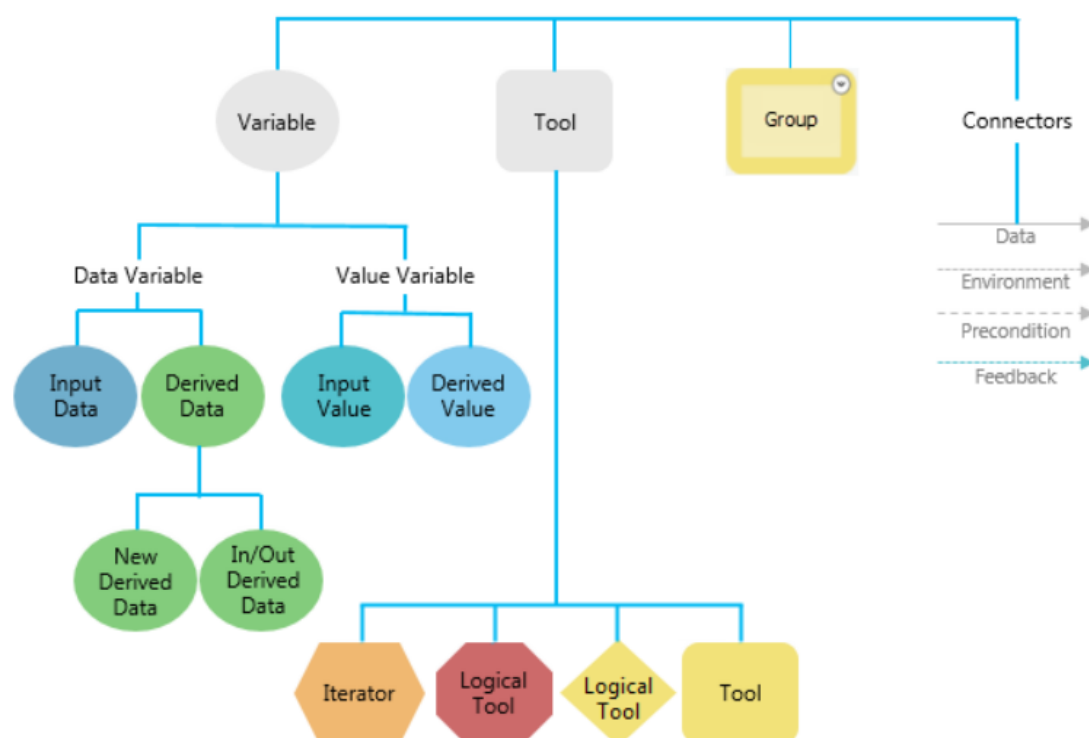 Variable
Tool
Group
Connectors
Data
Environment
Precondition
Feedback
Data Variable
Value Variable
Input
Data
Derived
Data
Input
Value
Derived
Value
New
Derived
Data
In/Out
Derived
Data
Iterator
Logical
Tool
Logical
Tool
Tool